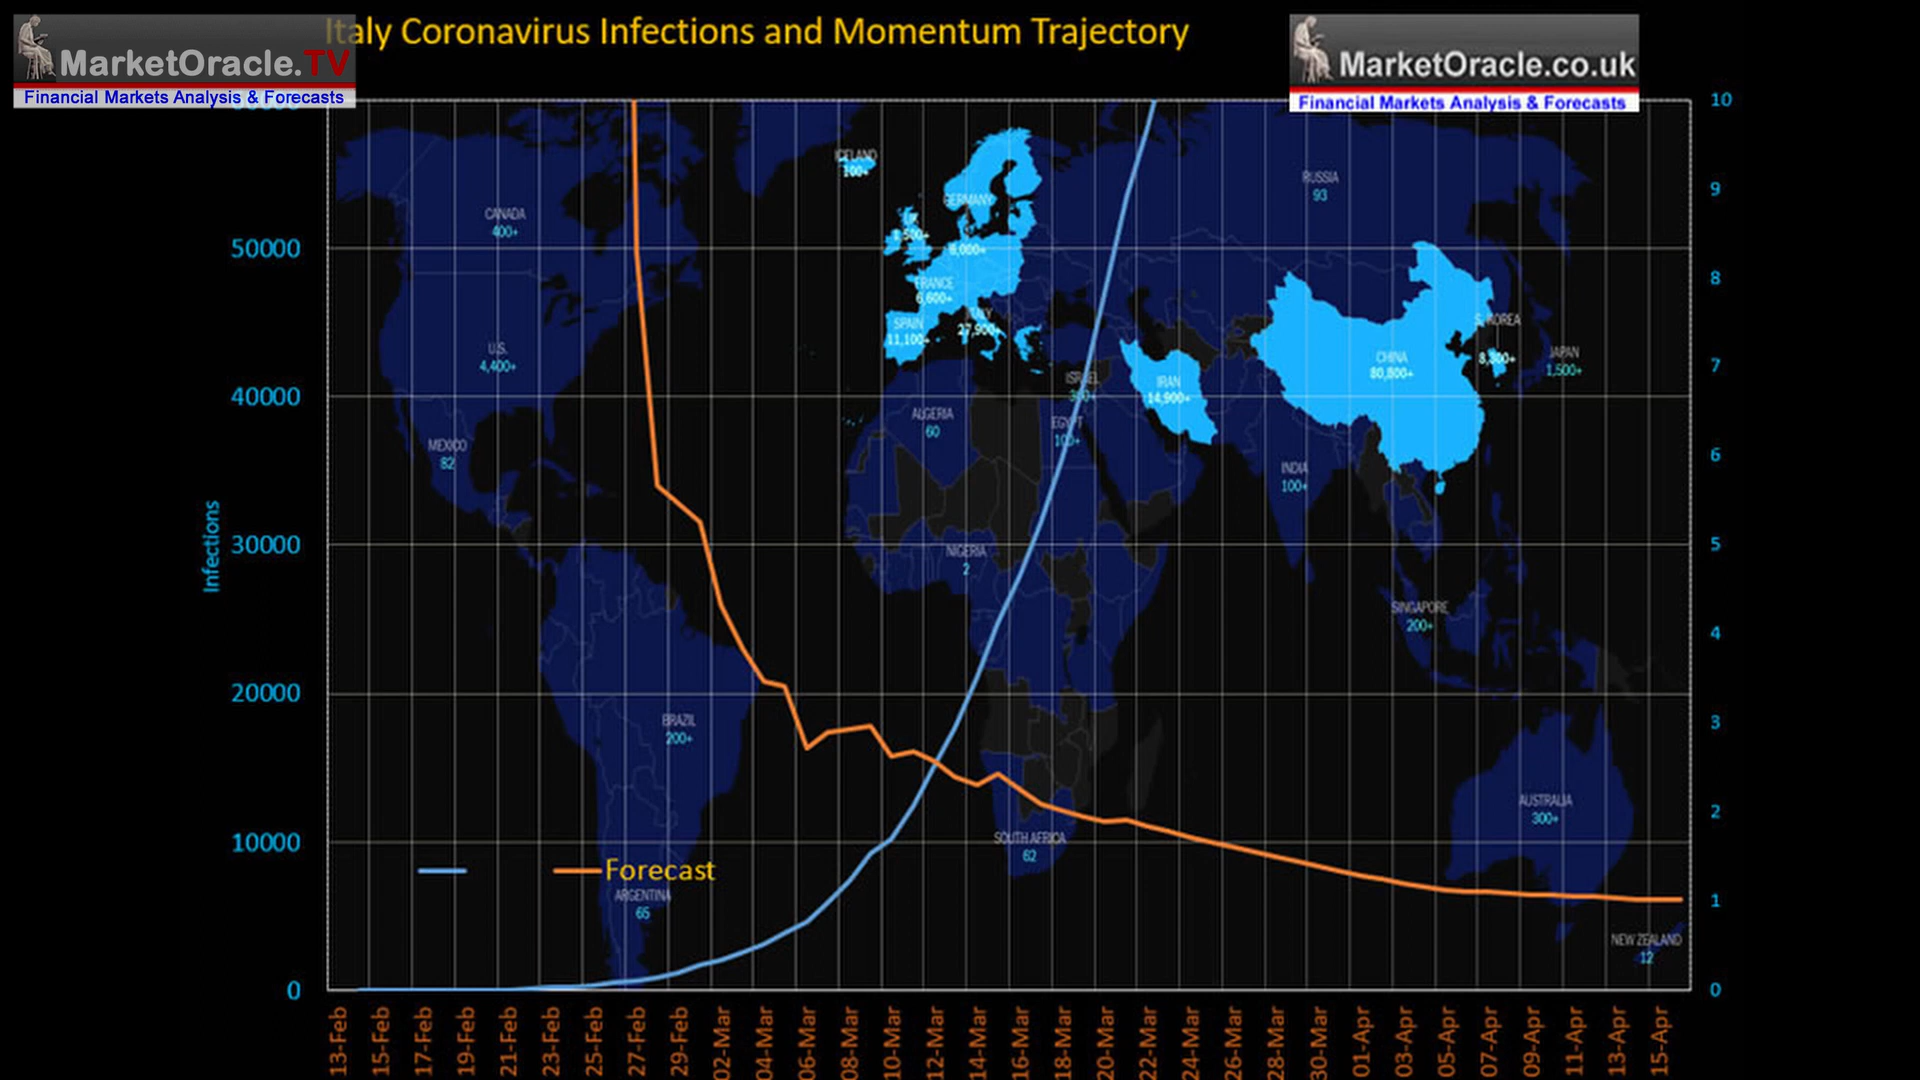 Italy Coronavirus Infections and Momentum Trajectory
MarketOracle.TV
Financial Markets Analysis & Forecasts
MarketOracle.co.uk
Financial Markets Analysis & Forecasts
50000
40000
30000
20000
10000
0
Infections
10
9
8
7
6
5
4
3
2
1
0
ICELAND
CANADA
400+
RUSSIA
93
GERMANY
UK
1,500+
6,000+
FRANCE
6,600+
SPAIN
11,100+
ITALY
27,900+
S. KOREA
JAPAN
1,500+
U.S.
4,400+
CHINA
80,800+
ISRAEL
IRAN
14,900+
ALGERIA
60
EGYPT
100+
MEXICO
82
INDIA
100+
NIGERIA
2
SINGAPORE
200+
BRAZIL
200+
AUSTRALIA
300+
SOUTH AFRICA
62
Forecast
ARGENTINA
65
NEW ZEALAND
12
13-Feb
15-Feb
17-Feb
19-Feb
21-Feb
23-Feb
25-Feb
27-Feb
29-Feb
02-Mar
04-Mar
06-Mar
08-Mar
10-Mar
12-Mar
14-Mar
16-Mar
18-Mar
20-Mar
22-Mar
24-Mar
26-Mar
28-Mar
30-Mar
01-Apr
03-Apr
05-Apr
07-Apr
09-Apr
11-Apr
13-Apr
15-Apr